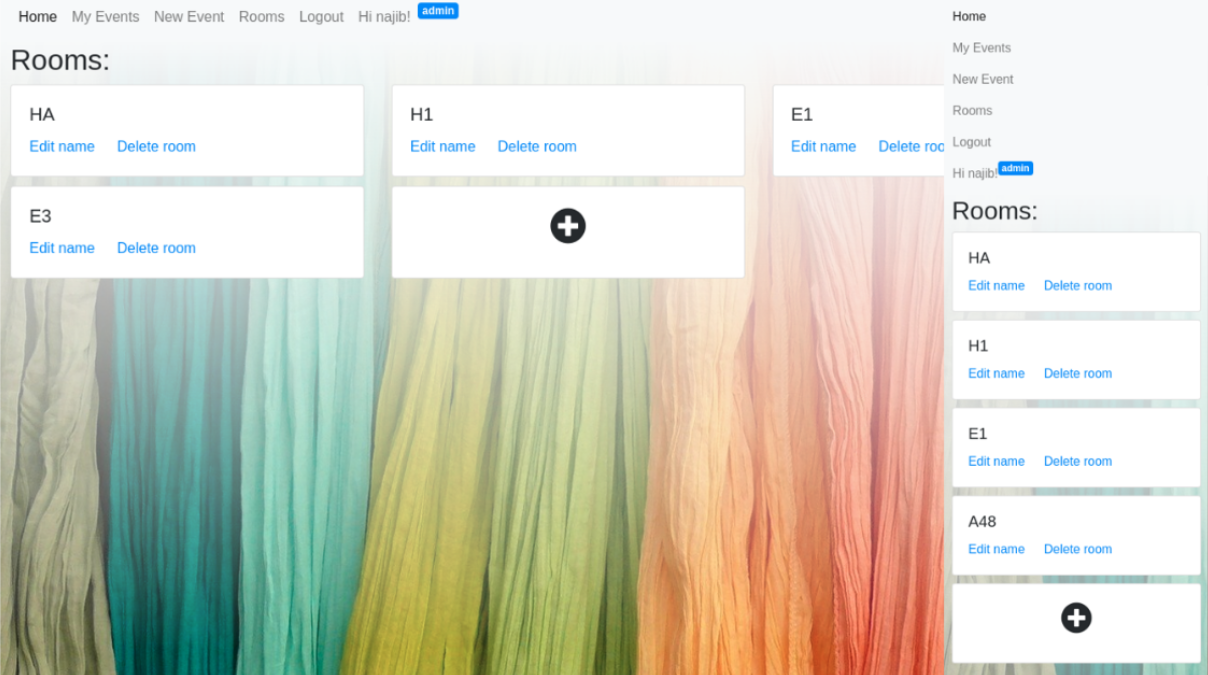 Home My Events New Event Rooms Logout Hi najib! admin
Rooms:
HA
Edit name Delete room
H1
Edit name Delete room
E1
Edit name Delete
E3
Edit name Delete room
Home
My Events
New Event
Rooms
Logout
Hi najib! admin
Rooms:
HA
Edit name Delete room
H1
Edit name Delete room
E1
Edit name Delete room
A48
Edit name Delete room